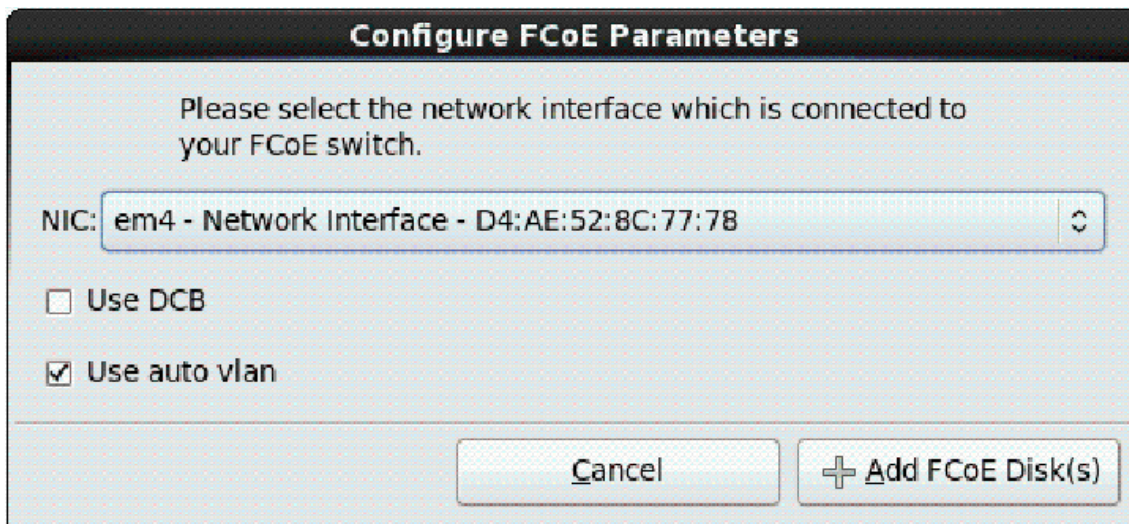 Configure FCoE Parameters
Please select the network interface which is connected to
your FCoE switch.
NIC: em4 - Network Interface - D4:AE:52:8C:77:78
Use DCB
Use auto vlan
Cancel
Add FCoE Disk(s)